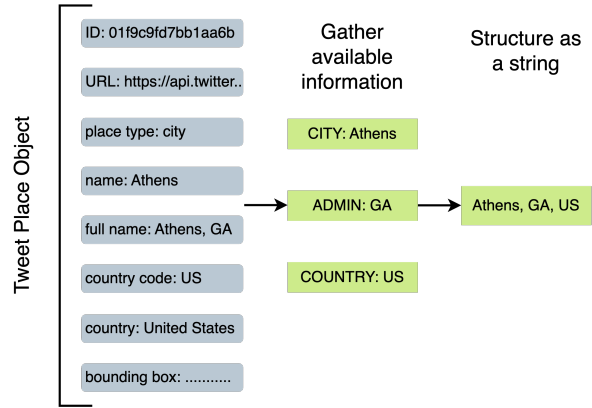 Tweet Place Object
ID: 01f9c9fd7bb1aa6b
URL: https://api.twitter..
place type: city
name: Athens
full name: Athens, GA
country code: US
country: United States
bounding box: ...........
Gather
available
information
CITY: Athens
ADMIN: GA
COUNTRY: US
Structure as
a string
Athens, GA, US